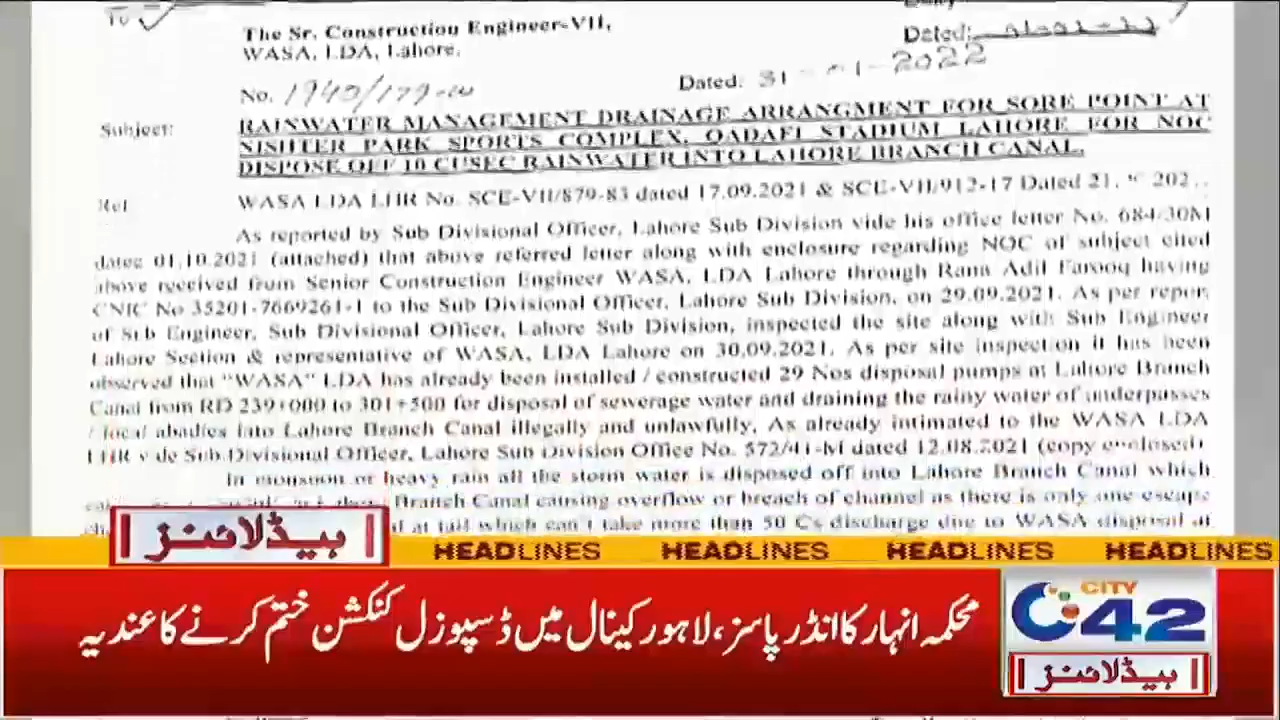 To
The Sr. Construction Engineer-VII,
WASA, LDA, Lahore.
Dated:
No. 1940/179-w
Dated: 31-01-2022
Subject: RAINWATER MANAGEMENT DRAINAGE ARRANGMENT FOR SORE POINT AT
NISHTER PARK SPORTS COMPLEX, QADAFI STADIUM LAHORE FOR NOC
DISPOSE OFF 10 CUSEC RAINWATER INTO LAHORE BRANCH CANAL.
Ref WASA LDA LHR No. SCE-VII/879-83 dated 17.09.2021 & SCE-VII/912-17 Dated 21.
As reported by Sub Divisional Officer, Lahore Sub Division vide his office letter No. 684/30M
dated 01.10.2021 (attached) that above referred letter along with enclosure regarding NOC of subject cited
above received from Senior Construction Engineer WASA, LDA Lahore through Rana Adil Farooq having
CNIC No 35201-7669261-1 to the Sub Divisional Officer, Lahore Sub Division, on 29.09.2021. As per repor
of Sub Engineer, Sub Divisional Officer, Lahore Sub Division, inspected the site along with Sub Engineer
Lahore Section & representative of WASA, LDA Lahore on 30.09.2021. As per site inspection it has been
observed that "WASA" LDA has already been installed / constructed 29 Nos disposal pumps at Lahore Branch
Canal from RD 239+000 to 301+500 for disposal of sewerage water and draining the rainy water of underpasses
/ local abadies into Lahore Branch Canal illegally and unlawfully. As already intimated to the WASA LDA
LHR vide Sub Divisional Officer, Lahore Sub Division Office No. 572/41-M dated 12.08.2021 (copy enclosed)
In monsoon or heavy rain all the storm water is disposed off into Lahore Branch Canal which
Branch Canal causing overflow or breach of channel as there is only one escape
at tail which can't take more than 50 Cs discharge due to WASA disposal at
ہیڈلائنز
HEADLINES HEADLINES HEADLINES HEADLINES
محکمہ انہار کا انڈر پاسز، لاہور کینال میں ڈسپوزل کنکشن ختم کرنے کا عندیہ
CITY
42
ہیڈلائنز